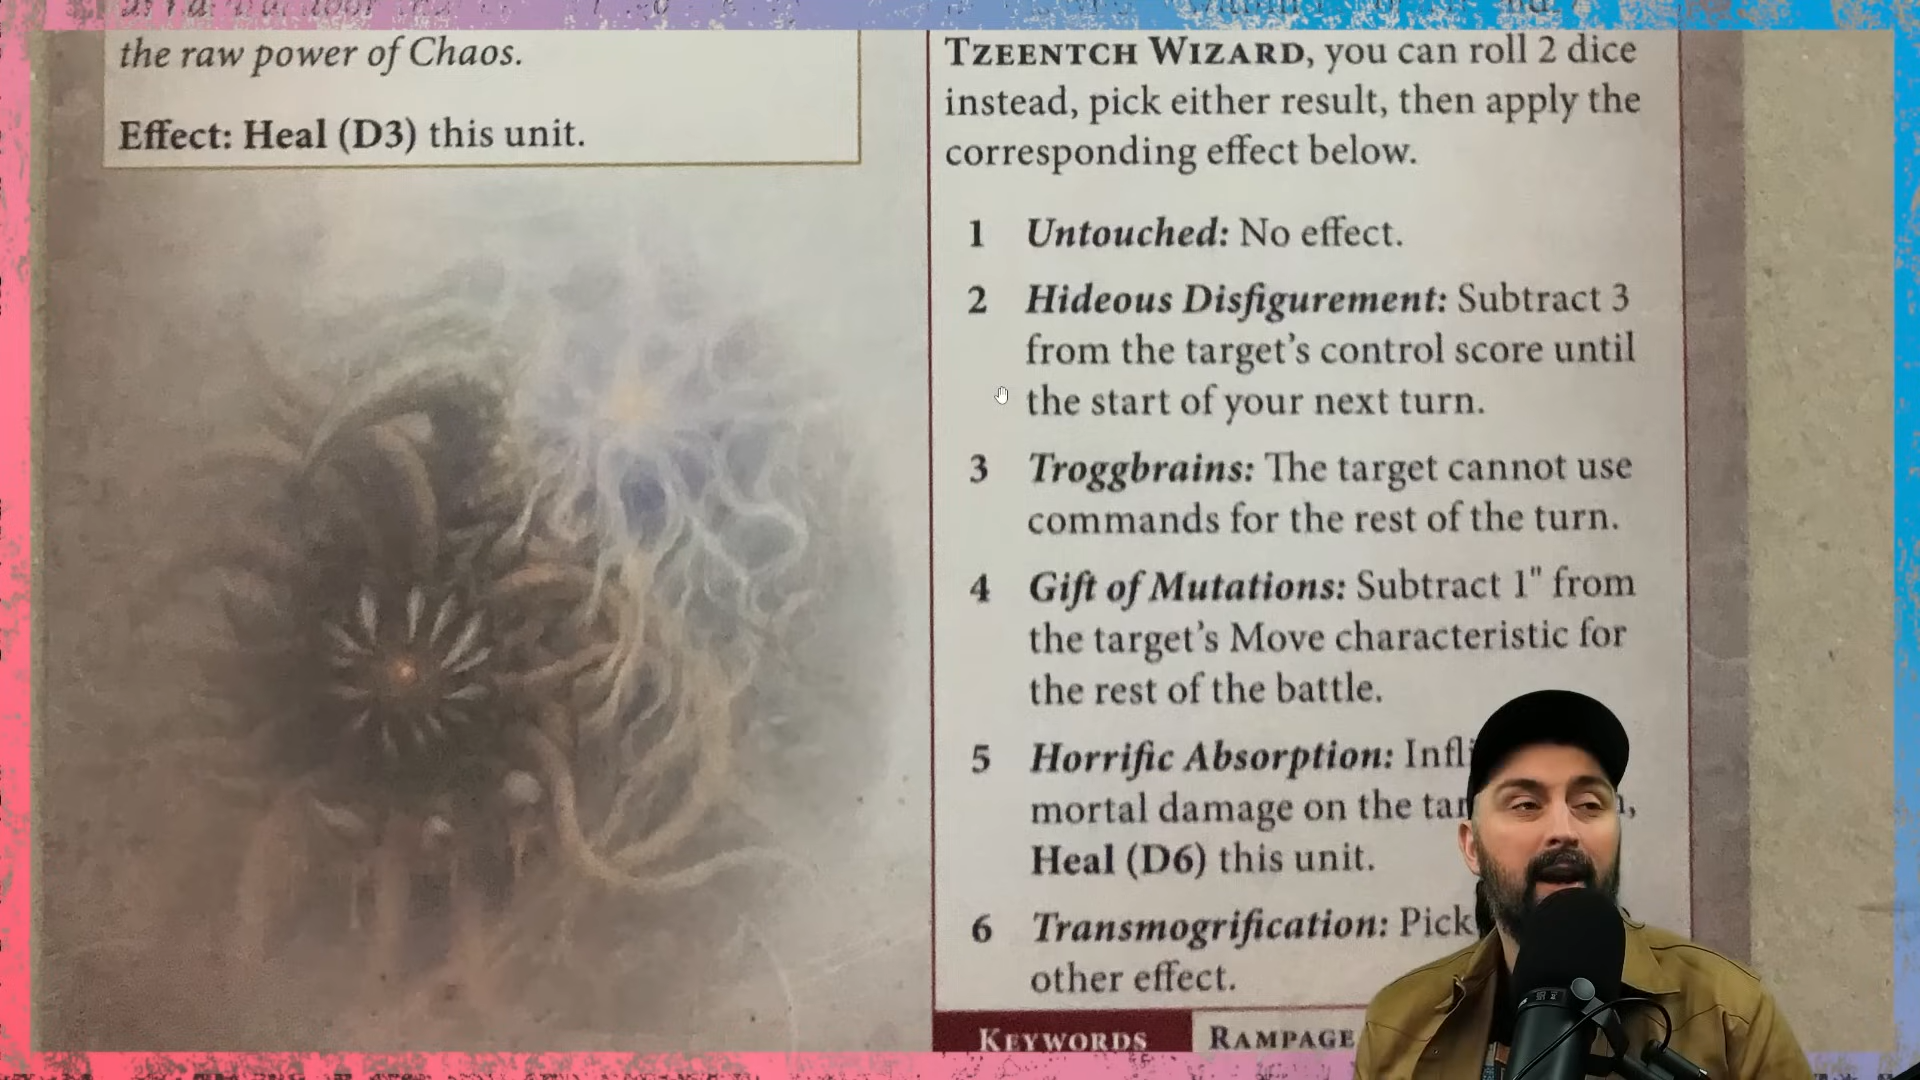 the raw power of Chaos.
Effect: Heal (D3) this unit.
TZEENTCH WIZARD, you can roll 2 dice
instead, pick either result, then apply the
corresponding effect below.
1 Untouched: No effect.
2 Hideous Disfigurement: Subtract 3
from the target's control score until
the start of your next turn.
3 Troggbrains: The target cannot use
commands for the rest of the turn.
4 Gift of Mutations: Subtract 1" from
the target's Move characteristic for
the rest of the battle.
5 Horrific Absorption:
mortal damage on the
Heal (D6) this unit.
6 Transmogrification: Pick
other effect.
KEYWORDS RAMPAGE